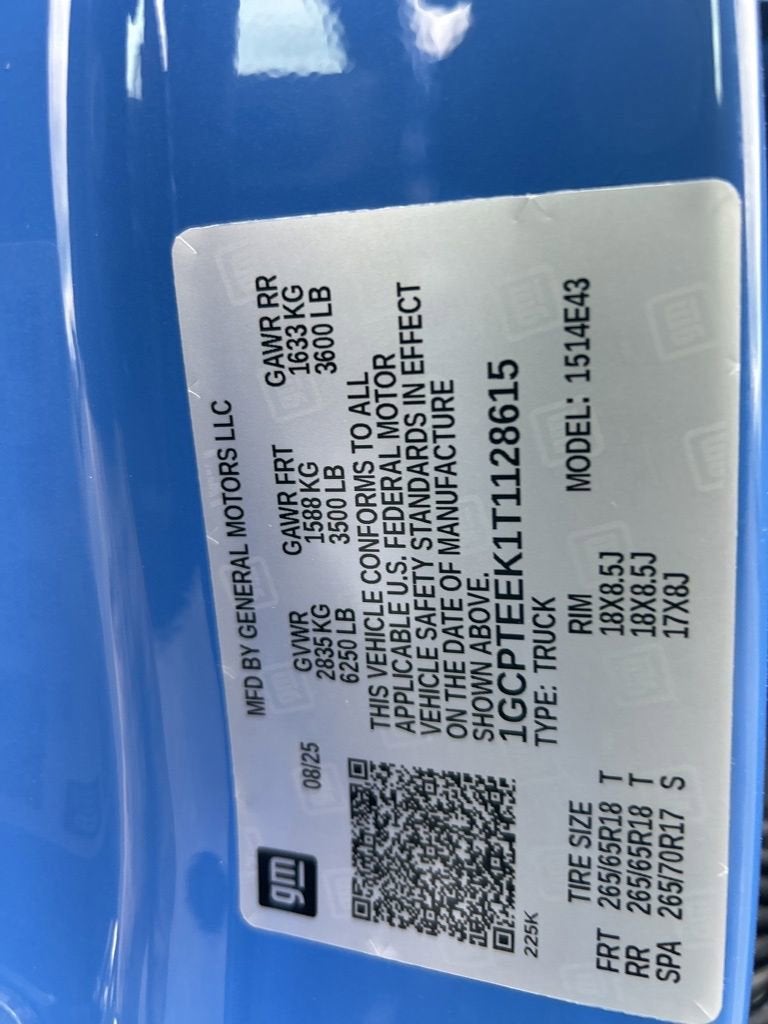 gm
08/25
MFD BY GENERAL MOTORS LLC
GVWR GAWR FRT GAWR RR
2835 KG 1588 KG 1633 KG
6250 LB 3500 LB 3600 LB
THIS VEHICLE CONFORMS TO ALL
APPLICABLE U.S. FEDERAL MOTOR
VEHICLE SAFETY STANDARDS IN EFFECT
ON THE DATE OF MANUFACTURE
SHOWN ABOVE.
1GCPTEEK1T1128615
TYPE: TRUCK MODEL: 1514E43
225K
TIRE SIZE RIM
FRT 265/65R18 T 18X8.5J
RR 265/65R18 T 18X8.5J
SPA 265/70R17 S 17X8J